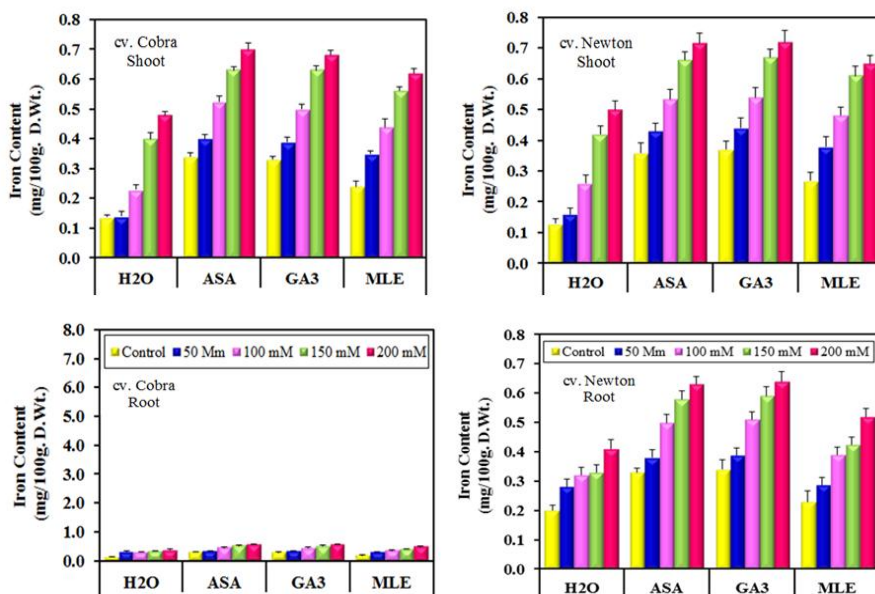 Iron Content
(mg/100g. D.Wt.)
0.8
0.7
0.6
0.5
0.4
0.3
0.2
0.1
0.0
cv. Cobra
Shoot
H2O ASA GA3 MLE
Iron Content
(mg/100g. D.Wt.)
0.8
0.7
0.6
0.5
0.4
0.3
0.2
0.1
0.0
cv. Newton
Shoot
H2O ASA GA3 MLE
Iron Content
(mg/100g. D.Wt.)
8.0
7.0
6.0
5.0
4.0
3.0
2.0
1.0
0.0
Control 50 Mm 100 mM 150 mM 200 mM
cv. Cobra
Root
H2O ASA GA3 MLE
Iron Content
(mg/100g. D.Wt.)
0.8
0.7
0.6
0.5
0.4
0.3
0.2
0.1
0.0
Control 50 Mm 100 mM 150 mM 200 mM
cv. Newton
Root
H2O ASA GA3 MLE